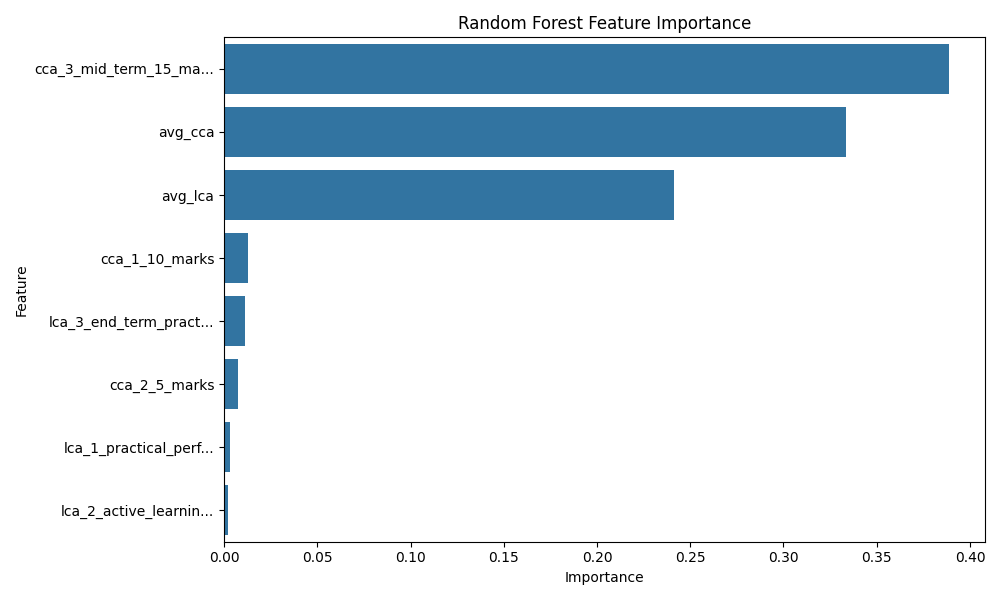 Random Forest Feature Importance
cca_3_mid_term_15_ma...
avg_cca
avg_lca
cca_1_10_marks
lca_3_end_term_pract...
cca_2_5_marks
lca_1_practical_perf...
lca_2_active_learnin...
Feature
0.00 0.05 0.10 0.15 0.20 0.25 0.30 0.35 0.40
Importance